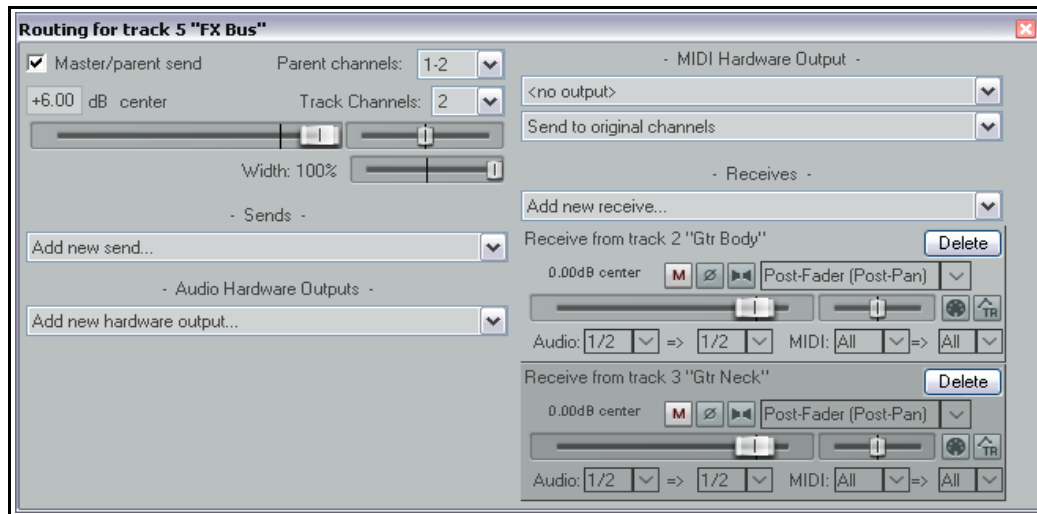 Routing for track 5 "FX Bus"
Master/parent send
Parent channels: 1-2
+6.00 dB center
Track Channels: 2
Width: 100%
- Sends -
Add new send...
- Audio Hardware Outputs -
Add new hardware output...
- MIDI Hardware Output -
<no output>
Send to original channels
- Receives -
Add new receive...
Receive from track 2 "Gtr Body"
Delete
0.00dB center M Ø Post-Fader (Post-Pan)
TR
Audio: 1/2 => 1/2 MIDI: All => All
Receive from track 3 "Gtr Neck"
Delete
0.00dB center M Ø Post-Fader (Post-Pan)
TR
Audio: 1/2 => 1/2 MIDI: All => All